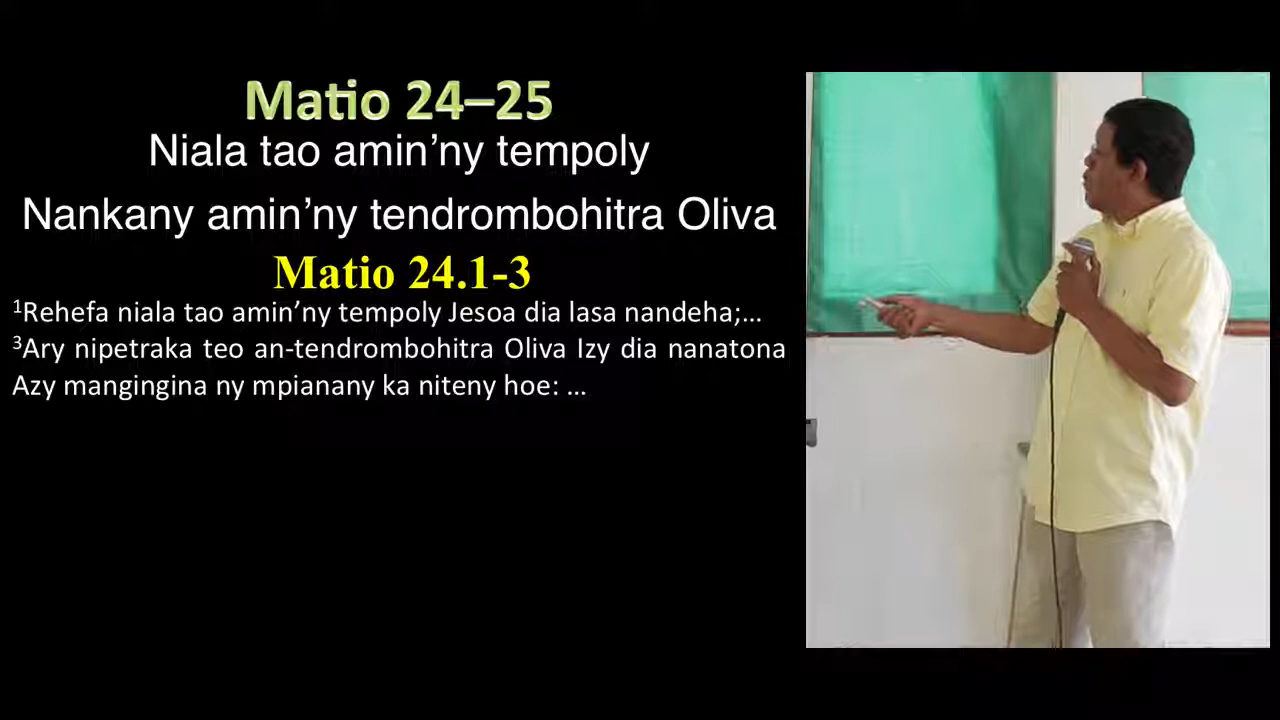 Matio 24–25
Niala tao amin’ny tempoly
Nankany amin’ny tendrombohitra Oliva
Matio 24.1-3
¹Rehefa niala tao amin’ny tempoly Jesoa dia lasa nandeha;…
³Ary nipetraka teo an-tendrombohitra Oliva Izy dia nanatona
Azy mangingina ny mpianany ka niteny hoe: …